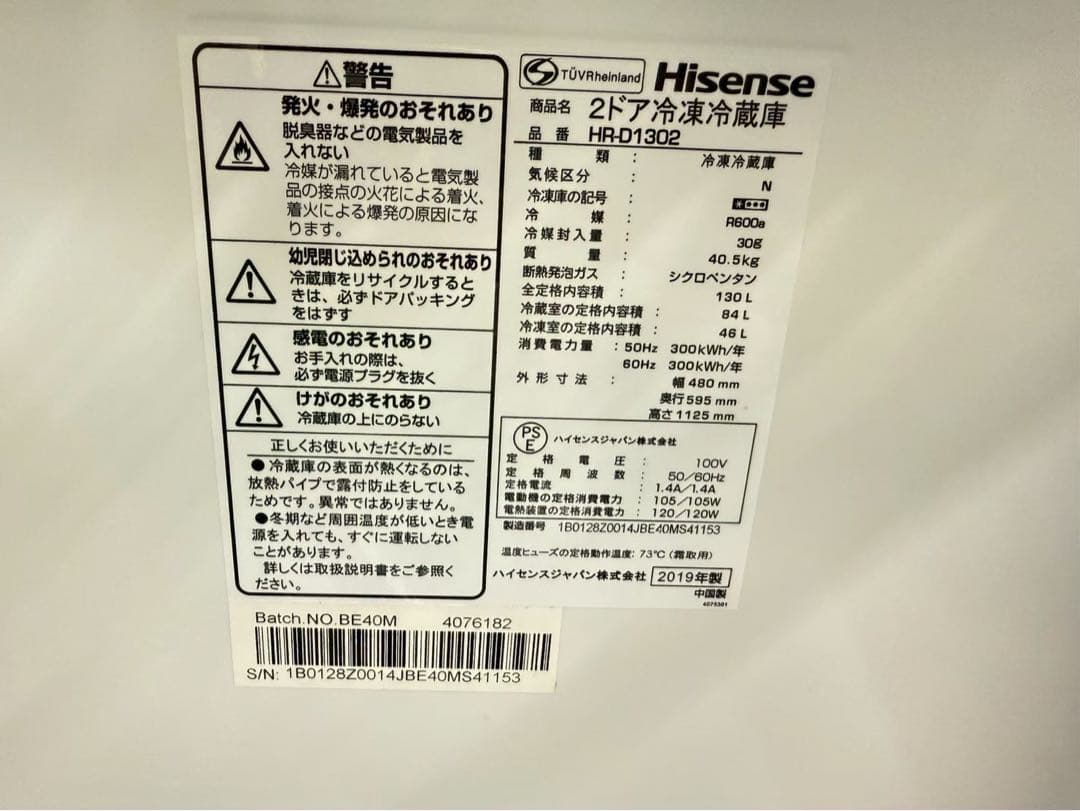 警告
発火・爆発のおそれあり
脱臭器などの電気製品を
入れない
冷媒が漏れていると電気製
品の接点の火花による着火、
着火による爆発の原因にな
ります。
幼児閉じ込められのおそれあり
冷蔵庫をリサイクルすると
きは、必ずドアパッキング
をはずす
感電のおそれあり
お手入れの際は、
必ず電源プラグを抜く
けがのおそれあり
冷蔵庫の上にのらない
正しくお使いいただくために
●冷蔵庫の表面が熱くなるのは、
放熱パイプで露付防止をしている
ためです。異常ではありません。
●冬期など周囲温度が低いとき電
源を入れても、すぐに運転しない
ことがあります。
詳しくは取扱説明書をご参照く
ださい。
TÜVRheinland Hisense
商品名 2ドア冷凍冷蔵庫
品番 HR-D1302
種類 : 冷凍冷蔵庫
気候区分 : N
冷凍庫の記号 :
冷媒 : R600a
冷媒封入量 : 30g
質量 : 40.5kg
断熱発泡ガス : シクロペンタン
全定格内容積 : 130 L
冷蔵室の定格内容積 : 84 L
冷凍室の定格内容積 : 46 L
消費電力量 : 50Hz 300kWh/年
60Hz 300kWh/年
外形寸法 : 幅480mm
奥行595mm
高さ1125mm
PS
E ハイセンスジャパン株式会社
定格電圧 : 100V
定格周波数 : 50/60Hz
定格電流 : 1.4A/1.4A
電動機の定格消費電力 : 105/105W
電熱装置の定格消費電力 : 120/120W
製造番号 1B0128Z0014JBE40MS41153
温度ヒューズの定格動作温度: 73℃ (霜取用)
ハイセンスジャパン株式会社 2019年製
中国製
4075301
Batch.NO.BE40M 4076182
S/N: 1B0128Z0014JBE40MS41153